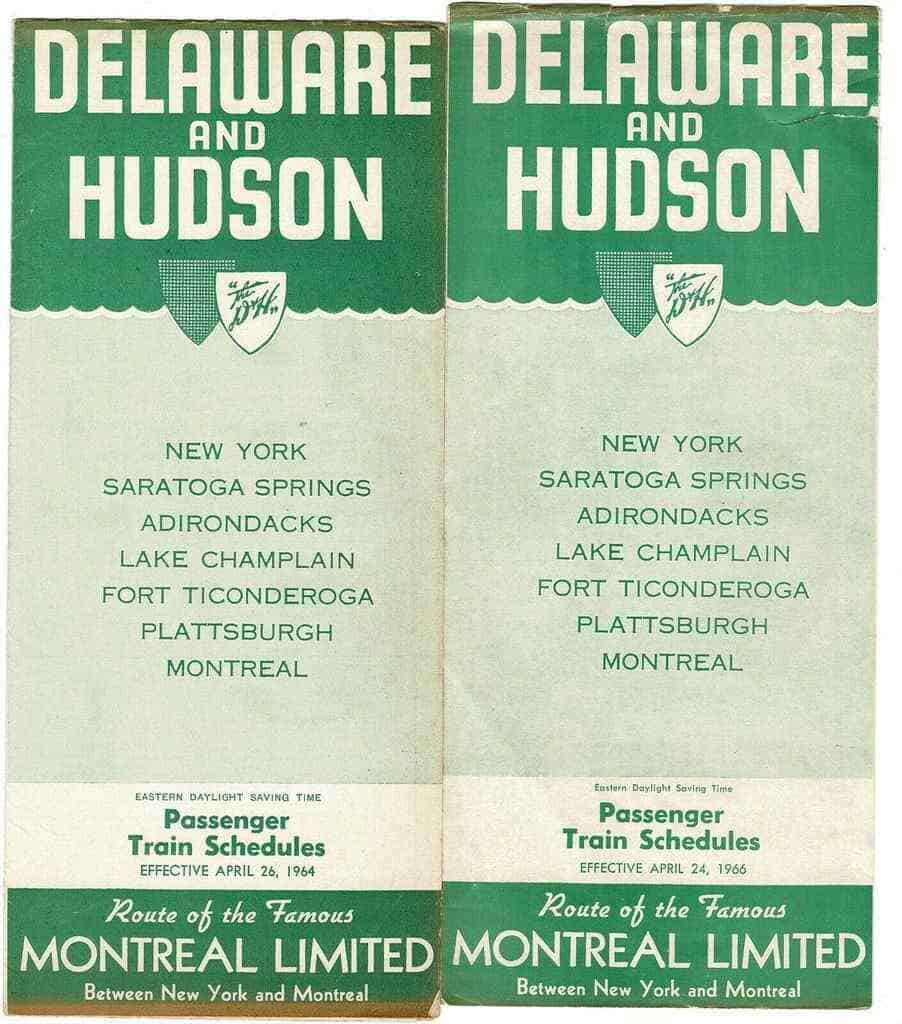 DELAWARE
AND
HUDSON
"The
D&H"
NEW YORK
SARATOGA SPRINGS
ADIRONDACKS
LAKE CHAMPLAIN
FORT TICONDEROGA
PLATTSBURGH
MONTREAL
EASTERN DAYLIGHT SAVING TIME
Passenger
Train Schedules
EFFECTIVE APRIL 26, 1964
Route of the Famous
MONTREAL LIMITED
Between New York and Montreal
DELAWARE
AND
HUDSON
"The
D&H"
NEW YORK
SARATOGA SPRINGS
ADIRONDACKS
LAKE CHAMPLAIN
FORT TICONDEROGA
PLATTSBURGH
MONTREAL
Eastern Daylight Saving Time
Passenger
Train Schedules
EFFECTIVE APRIL 24, 1966
Route of the Famous
MONTREAL LIMITED
Between New York and Montreal